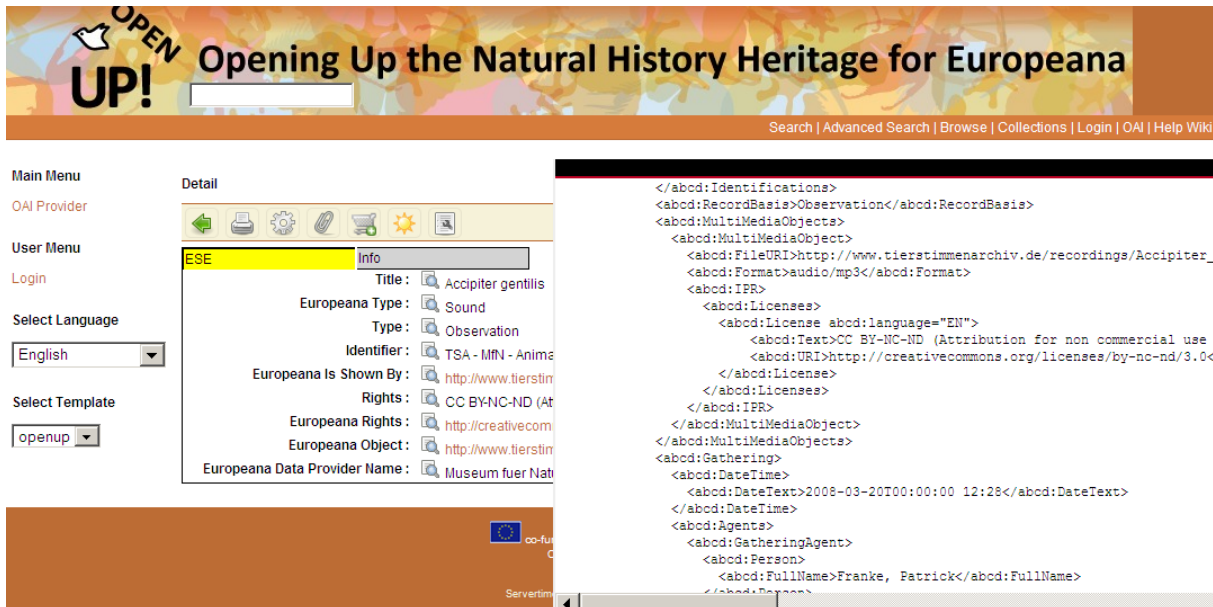 OPEN
UP!
Opening Up the Natural History Heritage for Europeana
Search | Advanced Search | Browse | Collections | Login | OAI | Help Wiki
Main Menu
OAI Provider
User Menu
Login
Select Language
English
Select Template
openup
Detail
ESE
Info
Title : Accipiter gentilis
Europeana Type : Sound
Type : Observation
Identifier : TSA - MfN - Anima
Europeana Is Shown By : http://www.tierstim
Rights : CC BY-NC-ND (At
Europeana Rights : http://creativecom
Europeana Object : http://www.tierstim
Europeana Data Provider Name : Museum fuer Natu
co-fu
C
Servertim
</abcd:Identifications>
<abcd:RecordBasis>Observation</abcd:RecordBasis>
<abcd:MultiMediaObjects>
<abcd:MultiMediaObject>
<abcd:FileURI>http://www.tierstimmenarchiv.de/recordings/Accipiter_
<abcd:Format>audio/mp3</abcd:Format>
<abcd:IPR>
<abcd:Licenses>
<abcd:License abcd:language="EN">
<abcd:Text>CC BY-NC-ND (Attribution for non commercial use
<abcd:URI>http://creativecommons.org/licenses/by-nc-nd/3.0<
</abcd:License>
</abcd:Licenses>
</abcd:IPR>
</abcd:MultiMediaObject>
</abcd:MultiMediaObjects>
<abcd:Gathering>
<abcd:DateTime>
<abcd:DateText>2008-03-20T00:00:00 12:28</abcd:DateText>
</abcd:DateTime>
<abcd:Agents>
<abcd:GatheringAgent>
<abcd:Person>
<abcd:FullName>Franke, Patrick</abcd:FullName>
</abcd:Person>